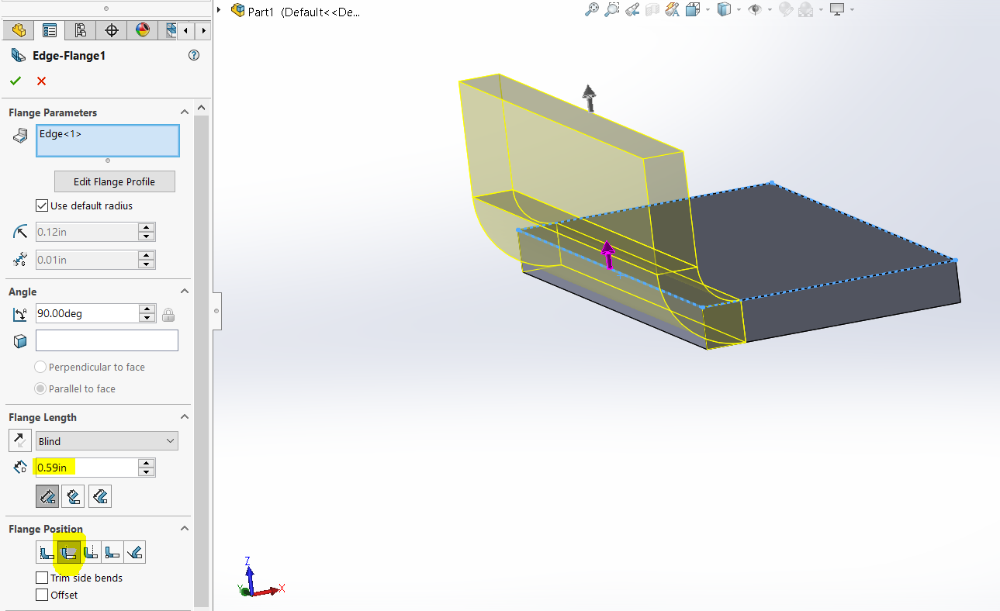 Part1 (Default<<De...
Edge-Flange1
Flange Parameters
Edge<1>
Edit Flange Profile
Use default radius
0.12in
G
0.01in
Angle
A
90.00deg
Perpendicular to face
Parallel to face
Flange Length
Blind
D
0.59in
Flange Position
Trim side bends
Offset
Z
Y
X